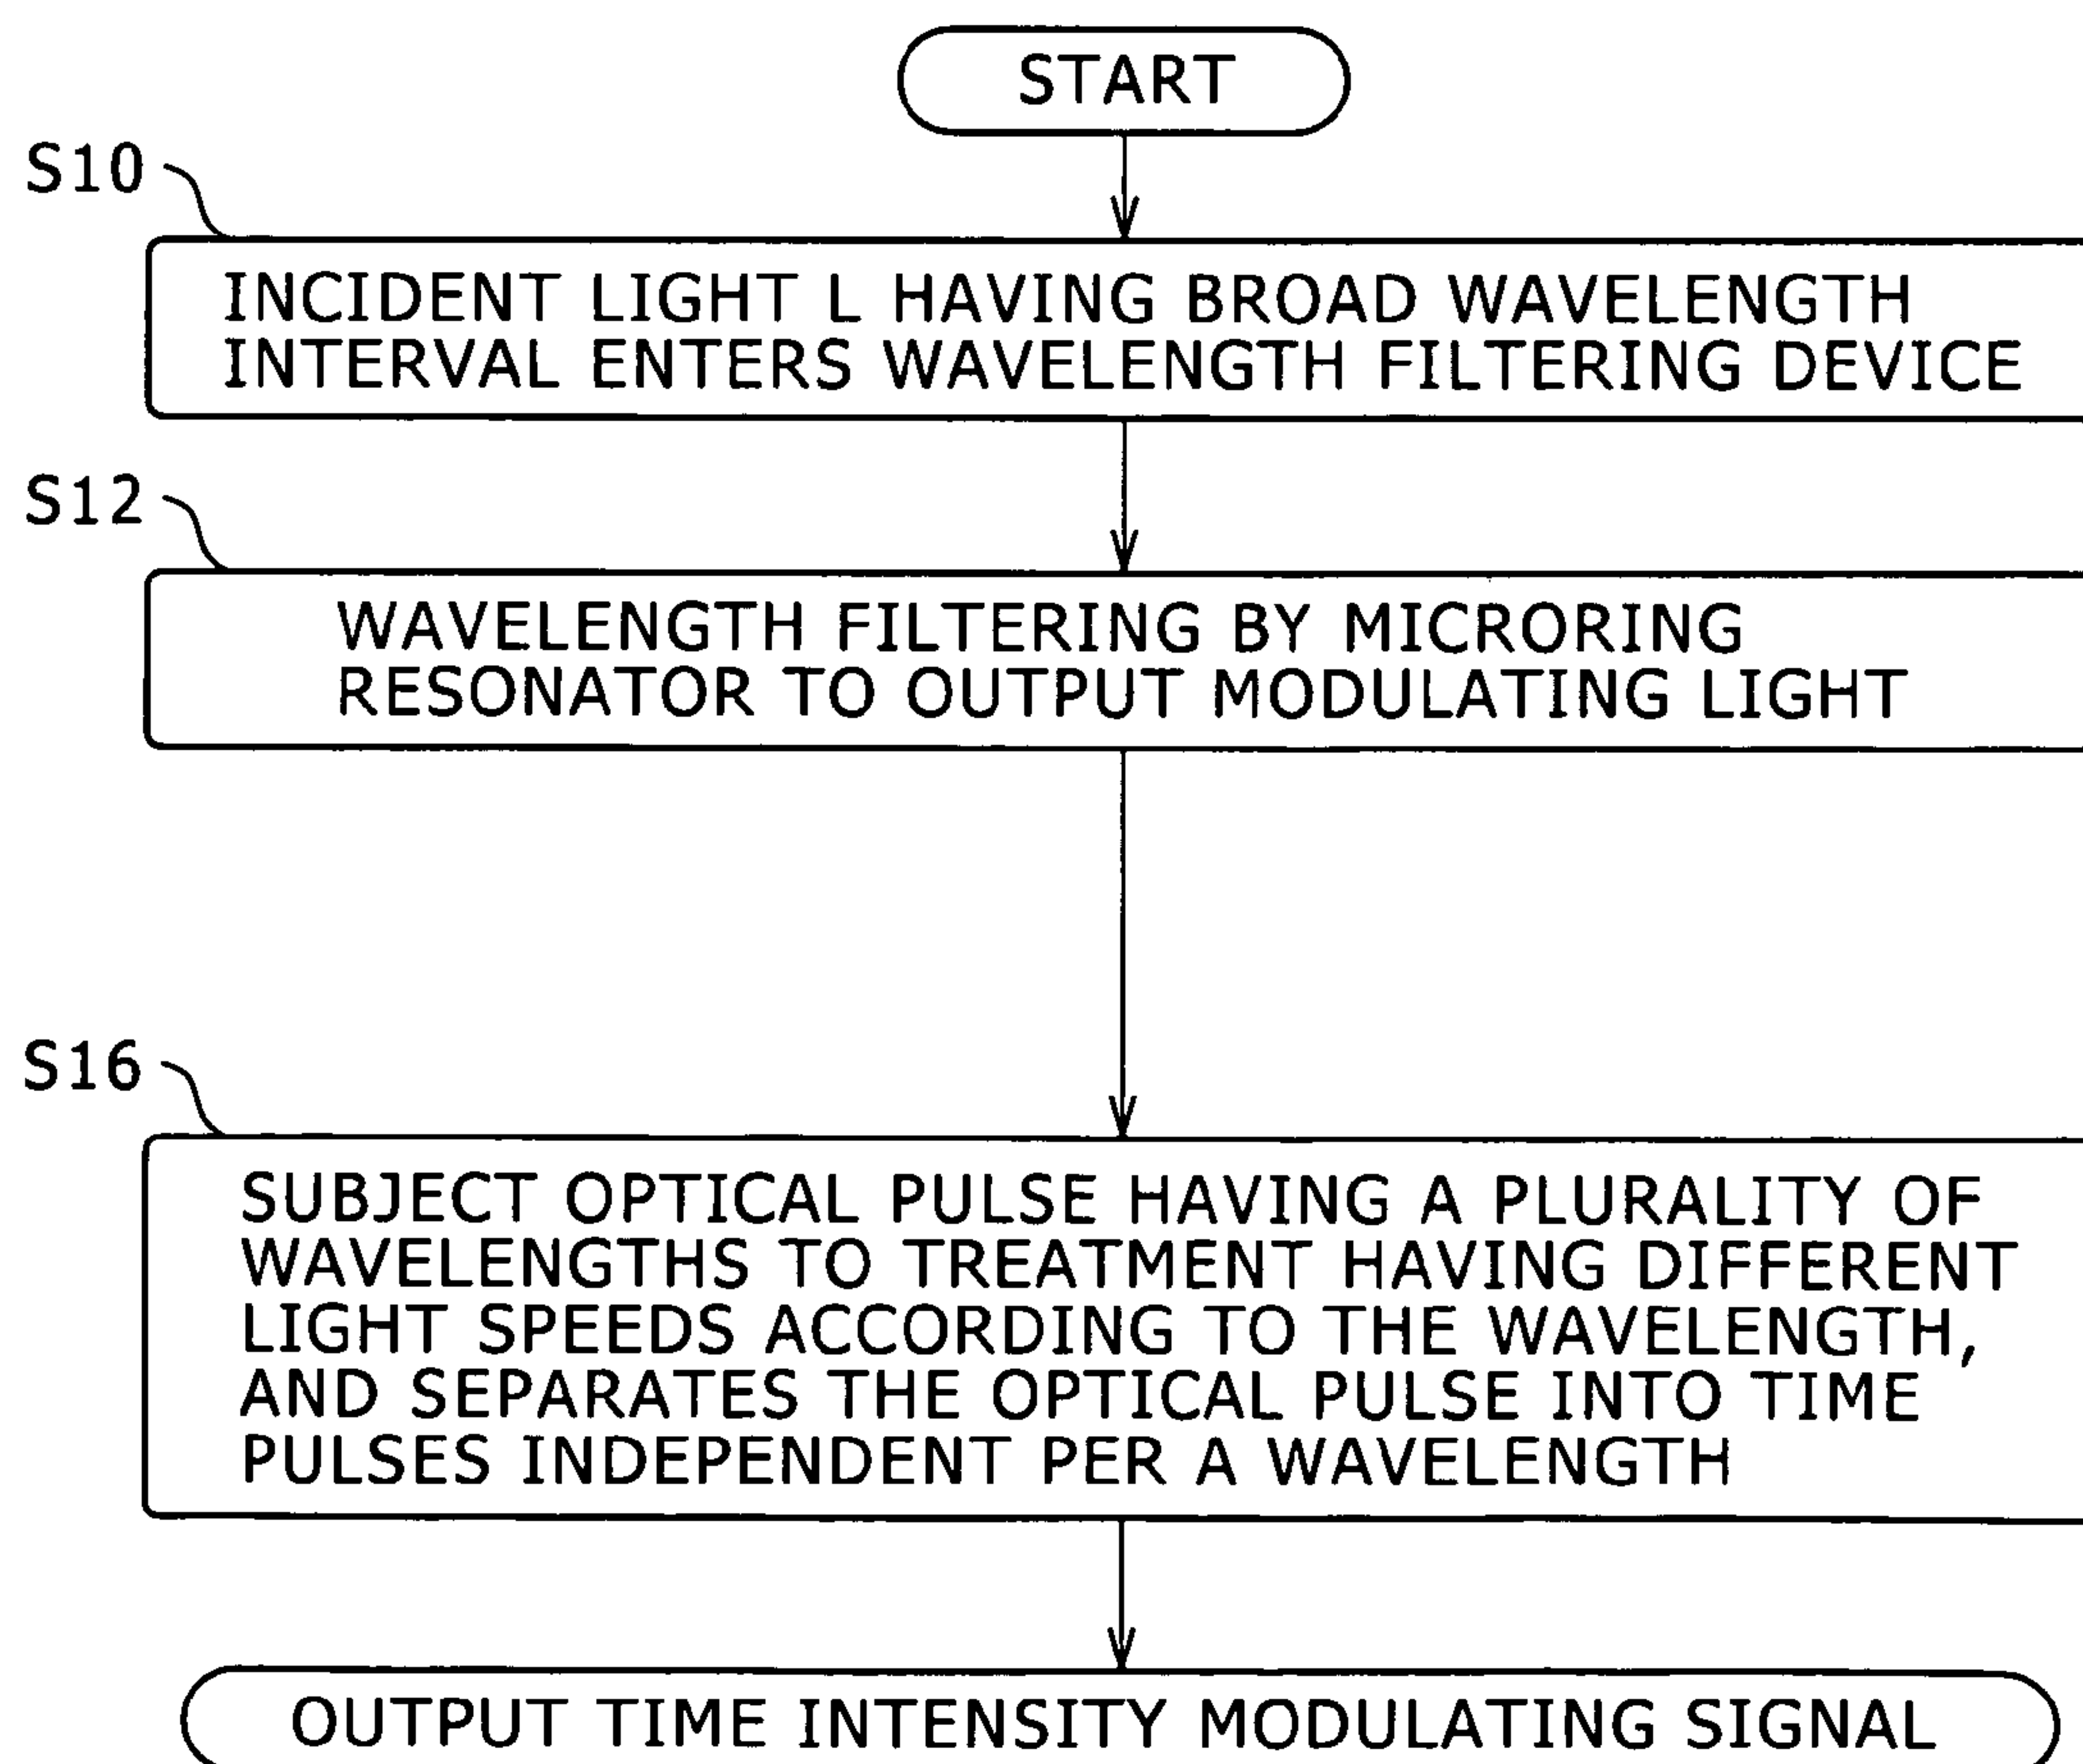 START
S10
INCIDENT LIGHT L HAVING BROAD WAVELENGTH
INTERVAL ENTERS WAVELENGTH FILTERING DEVICE
S12
WAVELENGTH FILTERING BY MICRORING
RESONATOR TO OUTPUT MODULATING LIGHT
S16
SUBJECT OPTICAL PULSE HAVING A PLURALITY OF
WAVELENGTHS TO TREATMENT HAVING DIFFERENT
LIGHT SPEEDS ACCORDING TO THE WAVELENGTH,
AND SEPARATES THE OPTICAL PULSE INTO TIME
PULSES INDEPENDENT PER A WAVELENGTH
OUTPUT TIME INTENSITY MODULATING SIGNAL